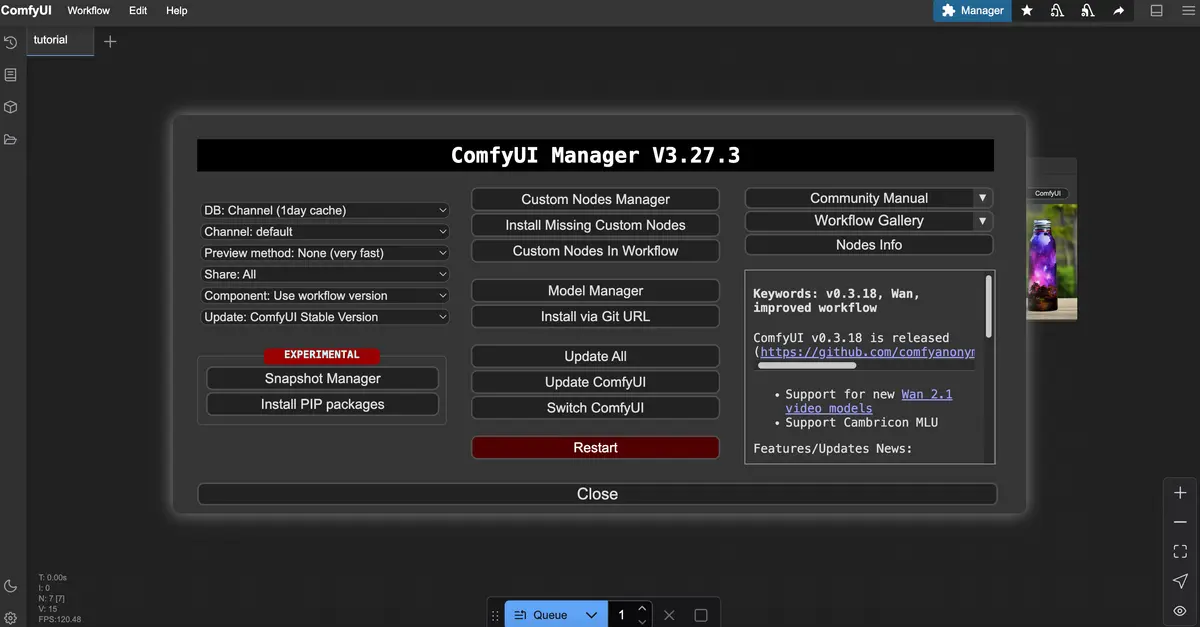 ComfyUI Workflow Edit Help
Manager
tutorial
ComfyUI Manager V3.27.3
DB: Channel (1day cache)
Channel: default
Preview method: None (very fast)
Share: All
Component: Use workflow version
Update: ComfyUI Stable Version
EXPERIMENTAL
Snapshot Manager
Install PIP packages
Custom Nodes Manager
Install Missing Custom Nodes
Custom Nodes In Workflow
Model Manager
Install via Git URL
Update All
Update ComfyUI
Switch ComfyUI
Restart
Community Manual
Workflow Gallery
Nodes Info
Keywords: v0.3.18, Wan,
improved workflow
ComfyUI v0.3.18 is released
(https://github.com/comfyanonym
• Support for new Wan 2.1
video models
• Support Cambricon MLU
Features/Updates News:
Close
ComfyUI
T: 0.00s
I: 0
N: 7 [7]
V: 15
FPS:120.48
Queue
1